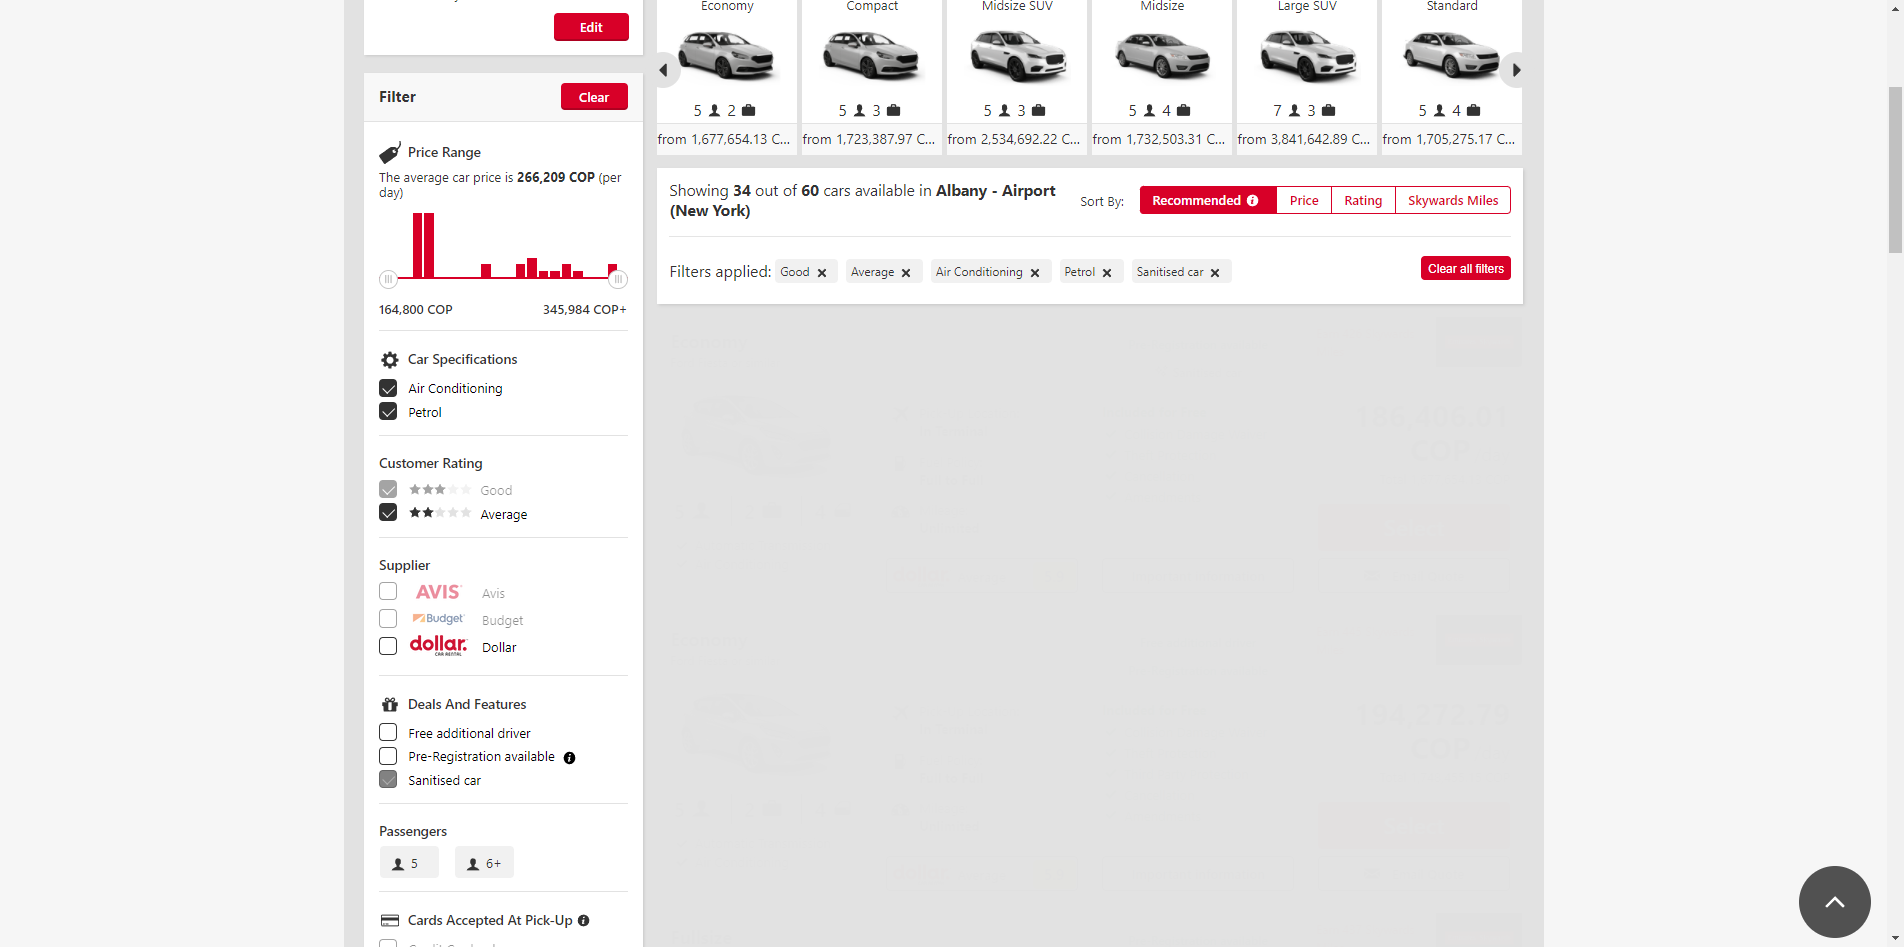 Edit
Economy
5 2
from 1,677,654.13 C...
Compact
5 3
from 1,723,387.97 C...
Midsize SUV
5 3
from 2,534,692.22 C...
Midsize
5 4
from 1,732,503.31 C...
Large SUV
7 3
from 3,841,642.89 C...
Standard
5 4
from 1,705,275.17 C...
Filter
Clear
Price Range
The average car price is 266,209 COP (per
day)
164,800 COP
345,984 COP+
Car Specifications
Air Conditioning
Petrol
Customer Rating
Good
Average
Supplier
AVIS Avis
Budget Budget
dollar. CAR RENTAL Dollar
Deals And Features
Free additional driver
Pre-Registration available
Sanitised car
Passengers
5
6+
Cards Accepted At Pick-Up
Showing 34 out of 60 cars available in Albany - Airport
(New York)
Sort By:
Recommended
Price
Rating
Skywards Miles
Filters applied:
Good
Average
Air Conditioning
Petrol
Sanitised car
Clear all filters
194,272.79
COP